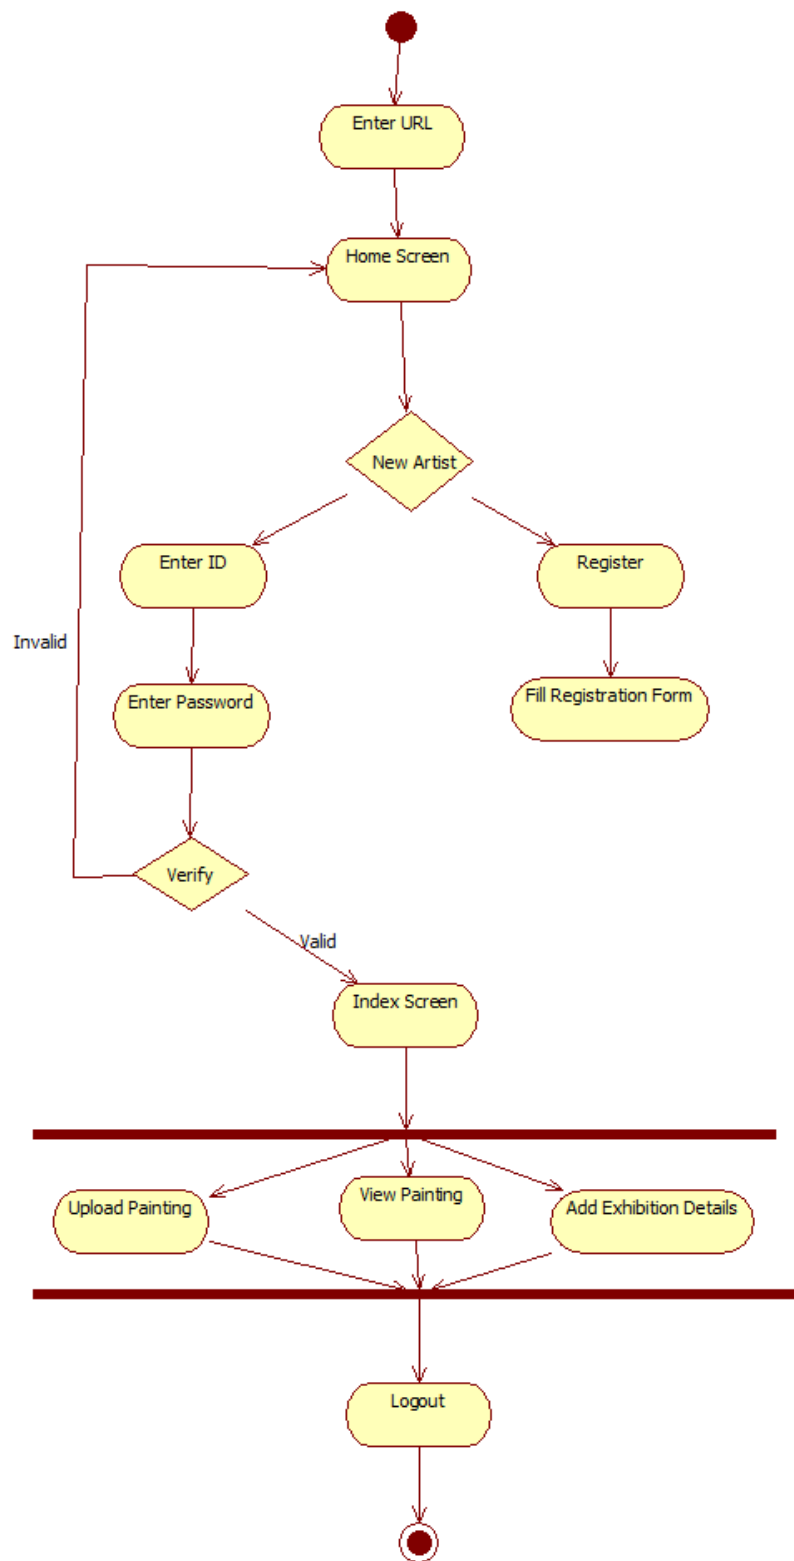 Enter URL
Home Screen
New Artist
Enter ID
Register
Invalid
Enter Password
Fill Registration Form
Verify
Valid
Index Screen
Upload Painting
View Painting
Add Exhibition Details
Logout